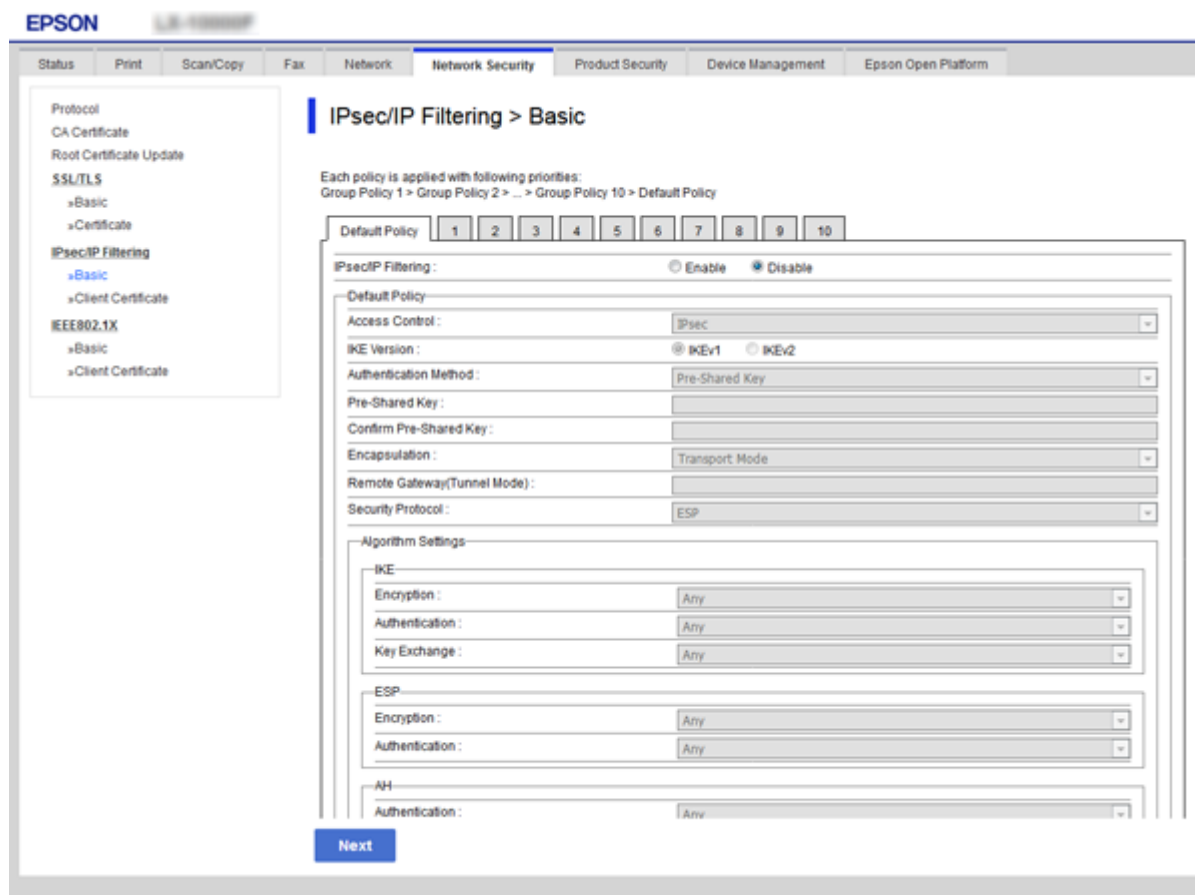 EPSON
Status Print Scan/Copy Fax Network Network Security Product Security Device Management Epson Open Platform
Protocol
CA Certificate
Root Certificate Update
SSL/TLS
»Basic
»Certificate
IPsec/IP Filtering
»Basic
»Client Certificate
IEEE802.1X
»Basic
»Client Certificate
IPsec/IP Filtering > Basic
Each policy is applied with following priorities:
Group Policy 1 > Group Policy 2 > ... > Group Policy 10 > Default Policy
Default Policy 1 2 3 4 5 6 7 8 9 10
IPsec/IP Filtering : Enable Disable
Default Policy
Access Control : IPsec
IKE Version : IKEv1 IKEv2
Authentication Method : Pre-Shared Key
Pre-Shared Key :
Confirm Pre-Shared Key :
Encapsulation : Transport Mode
Remote Gateway(Tunnel Mode) :
Security Protocol : ESP
Algorithm Settings
IKE
Encryption : Any
Authentication : Any
Key Exchange : Any
ESP
Encryption : Any
Authentication : Any
AH
Authentication : Any
Next